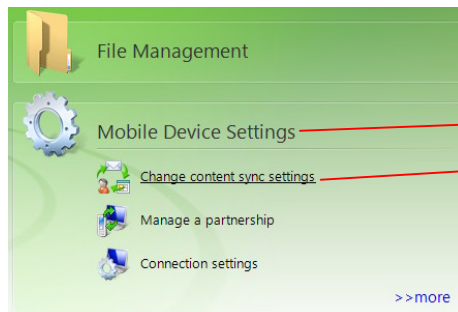 File Management
Mobile Device Settings
Change content sync settings
Manage a partnership
Connection settings
>>more